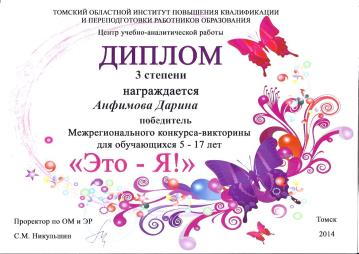 ТОМСКИЙ ОБЛАСТНОЙ ИНСТИТУТ ПОВЫШЕНИЯ КВАЛИФИКАЦИИ
И ПЕРЕПОДГОТОВКИ РАБОТНИКОВ ОБРАЗОВАНИЯ
Центр учебно-аналитической работы
ДИПЛОМ
3 степени
награждается
Анфимова Дарина
победитель
Межрегионального конкурса-викторины
для обучающихся 5 - 17 лет
«Это - Я!»
Проректор по ОМ и ЭР
Томск
С.М. Никульшин
2014